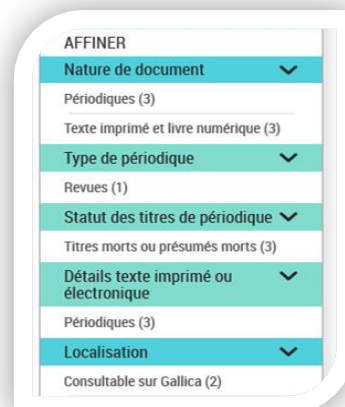 AFFINER
Nature de document
Périodiques (3)
Texte imprimé et livre numérique (3)
Type de périodique
Revues (1)
Statut des titres de périodique
Titres morts ou présumés morts (3)
Détails texte imprimé ou
électronique
Périodiques (3)
Localisation
Consultable sur Gallica (2)